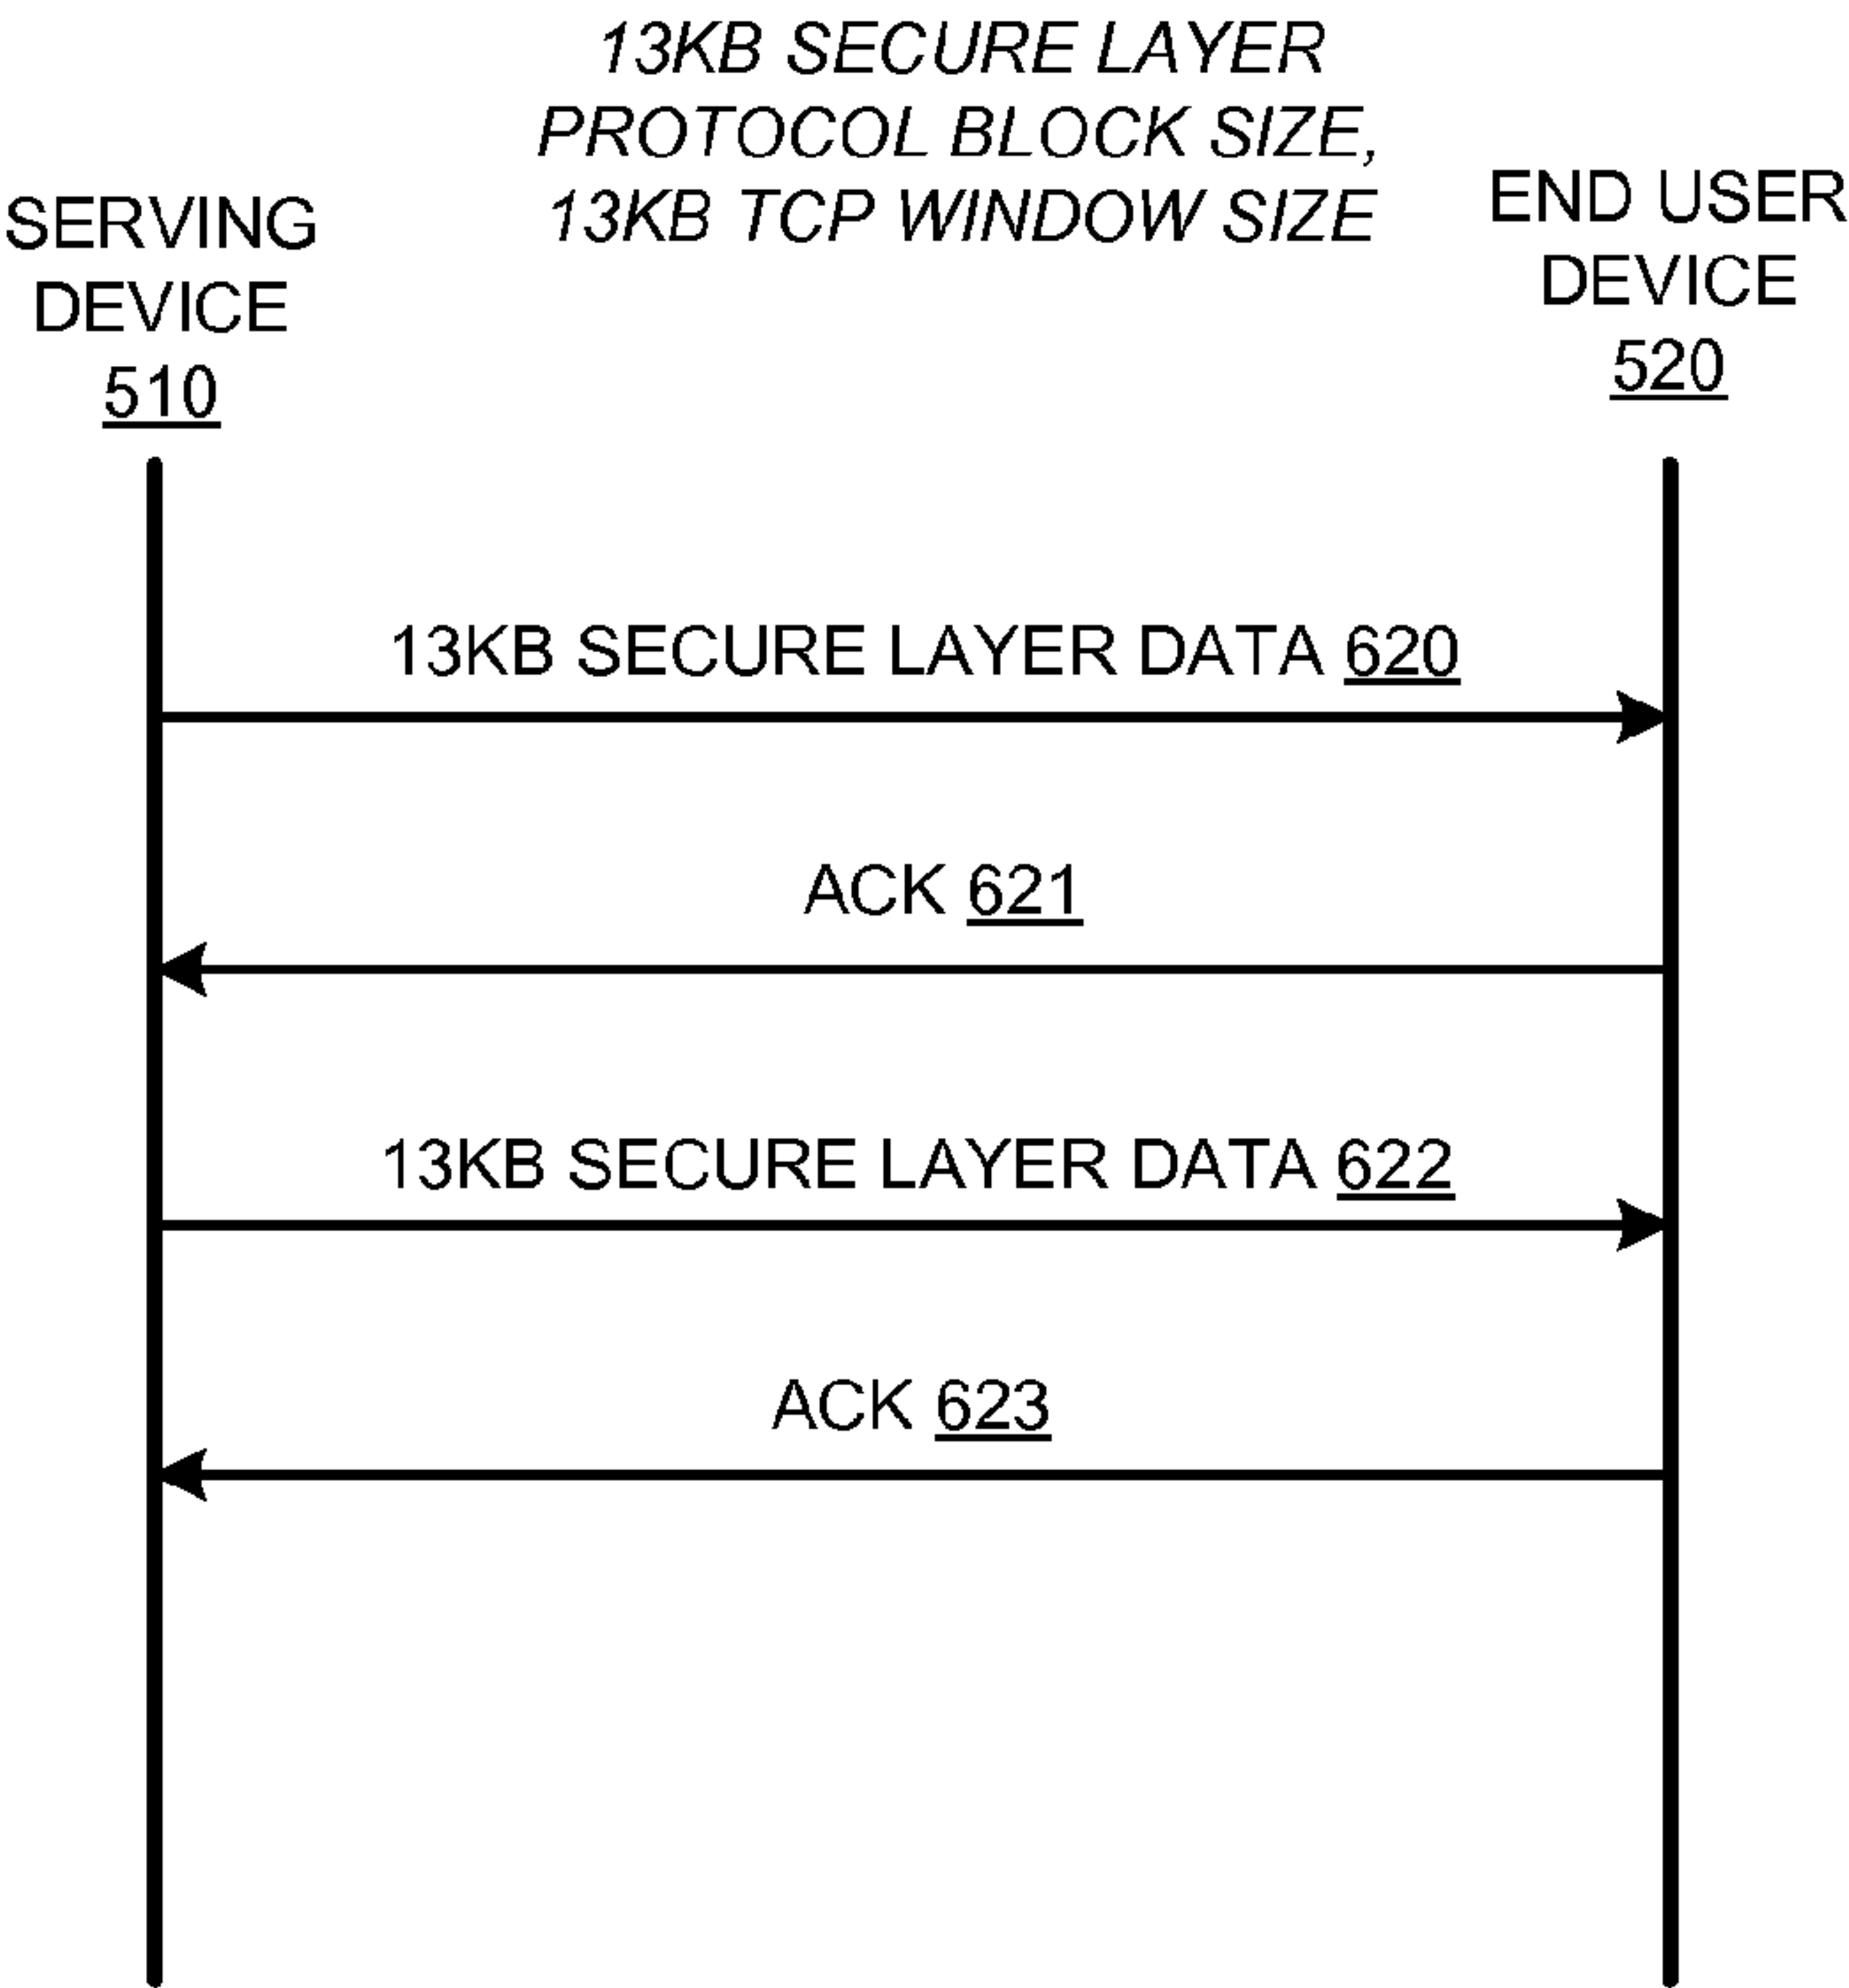 13KB SECURE LAYER
PROTOCOL BLOCK SIZE,
13KB TCP WINDOW SIZE
SERVING
DEVICE
510
END USER
DEVICE
520
13KB SECURE LAYER DATA 620
ACK 621
13KB SECURE LAYER DATA 622
ACK 623